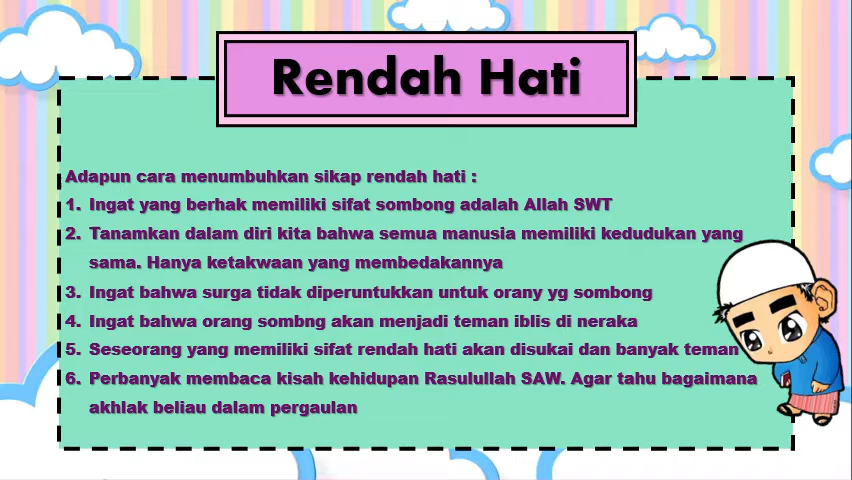 Rendah Hati
Adapun cara menumbuhkan sikap rendah hati :
1. Ingat yang berhak memiliki sifat sombong adalah Allah SWT
2. Tanamkan dalam diri kita bahwa semua manusia memiliki kedudukan yang
sama. Hanya ketakwaan yang membedakannya
3. Ingat bahwa surga tidak diperuntukkan untuk orany yg sombong
4. Ingat bahwa orang sombng akan menjadi teman iblis di neraka
5. Seseorang yang memiliki sifat rendah hati akan disukai dan banyak teman
6. Perbanyak membaca kisah kehidupan Rasulullah SAW. Agar tahu bagaimana
akhlak beliau dalam pergaulan